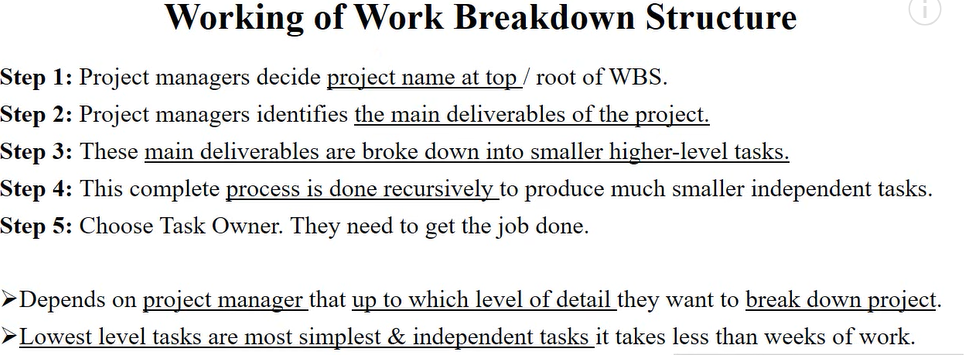 Working of Work Breakdown Structure
Step 1: Project managers decide project name at top / root of WBS.
Step 2: Project managers identifies the main deliverables of the project.
Step 3: These main deliverables are broke down into smaller higher-level tasks.
Step 4: This complete process is done recursively to produce much smaller independent tasks.
Step 5: Choose Task Owner. They need to get the job done.
➢Depends on project manager that up to which level of detail they want to break down project.
➢Lowest level tasks are most simplest & independent tasks it takes less than weeks of work.